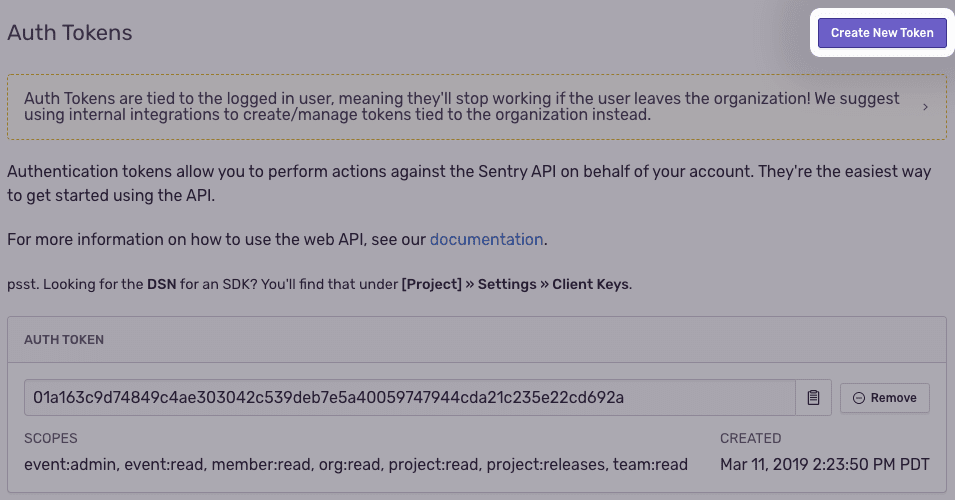 Auth Tokens
Create New Token
Auth Tokens are tied to the logged in user, meaning they'll stop working if the user leaves the organization! We suggest
using internal integrations to create/manage tokens tied to the organization instead.
Authentication tokens allow you to perform actions against the Sentry API on behalf of your account. They're the easiest way
to get started using the API.
For more information on how to use the web API, see our documentation.
psst. Looking for the DSN for an SDK? You'll find that under [Project] » Settings » Client Keys.
AUTH TOKEN
01a163c9d74849c4ae303042c539deb7e5a40059747944cda21c235e22cd692a
Remove
SCOPES
CREATED
event:admin, event:read, member:read, org:read, project:read, project:releases, team:read
Mar 11, 2019 2:23:50 PM PDT